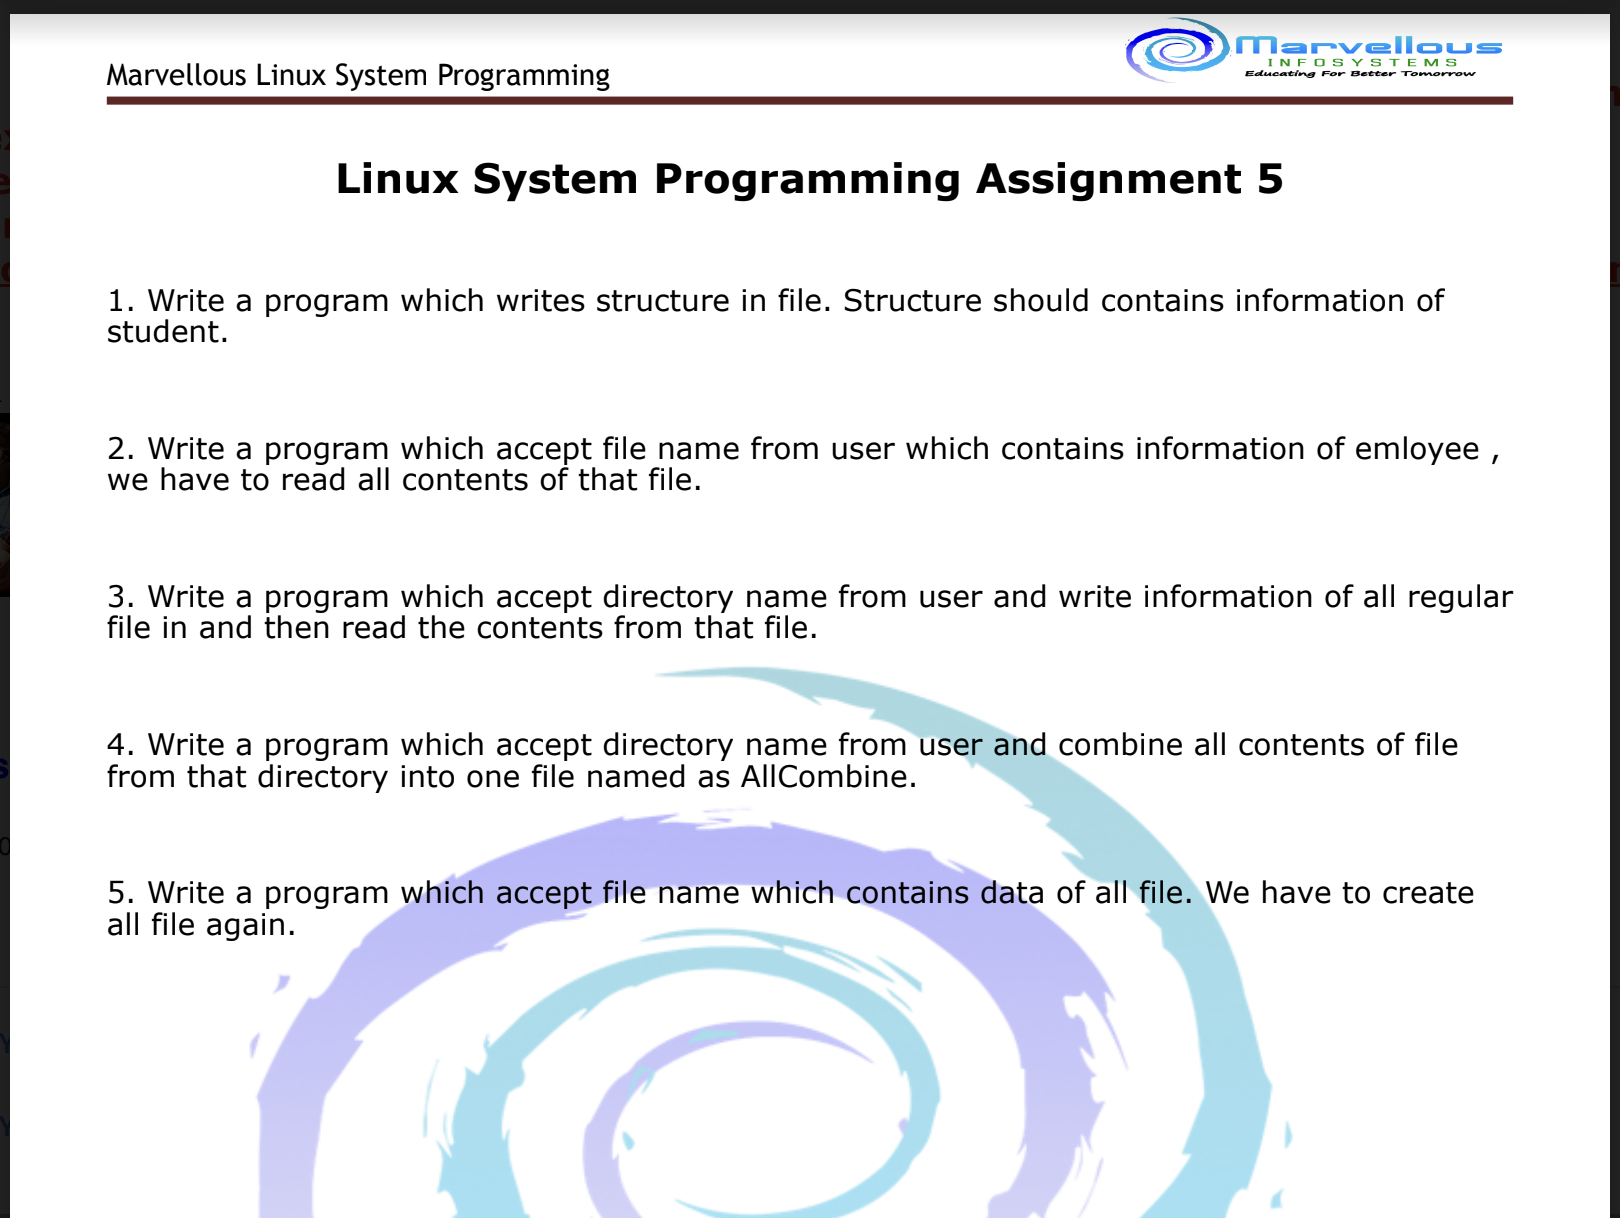 Marvellous Linux System Programming
Marvellous
INFOSYSTEMS
Educating For Better Tomorrow
Linux System Programming Assignment 5
1. Write a program which writes structure in file. Structure should contains information of
student.
2. Write a program which accept file name from user which contains information of emloyee ,
we have to read all contents of that file.
3. Write a program which accept directory name from user and write information of all regular
file in and then read the contents from that file.
4. Write a program which accept directory name from user and combine all contents of file
from that directory into one file named as AllCombine.
5. Write a program which accept file name which contains data of all file. We have to create
all file again.